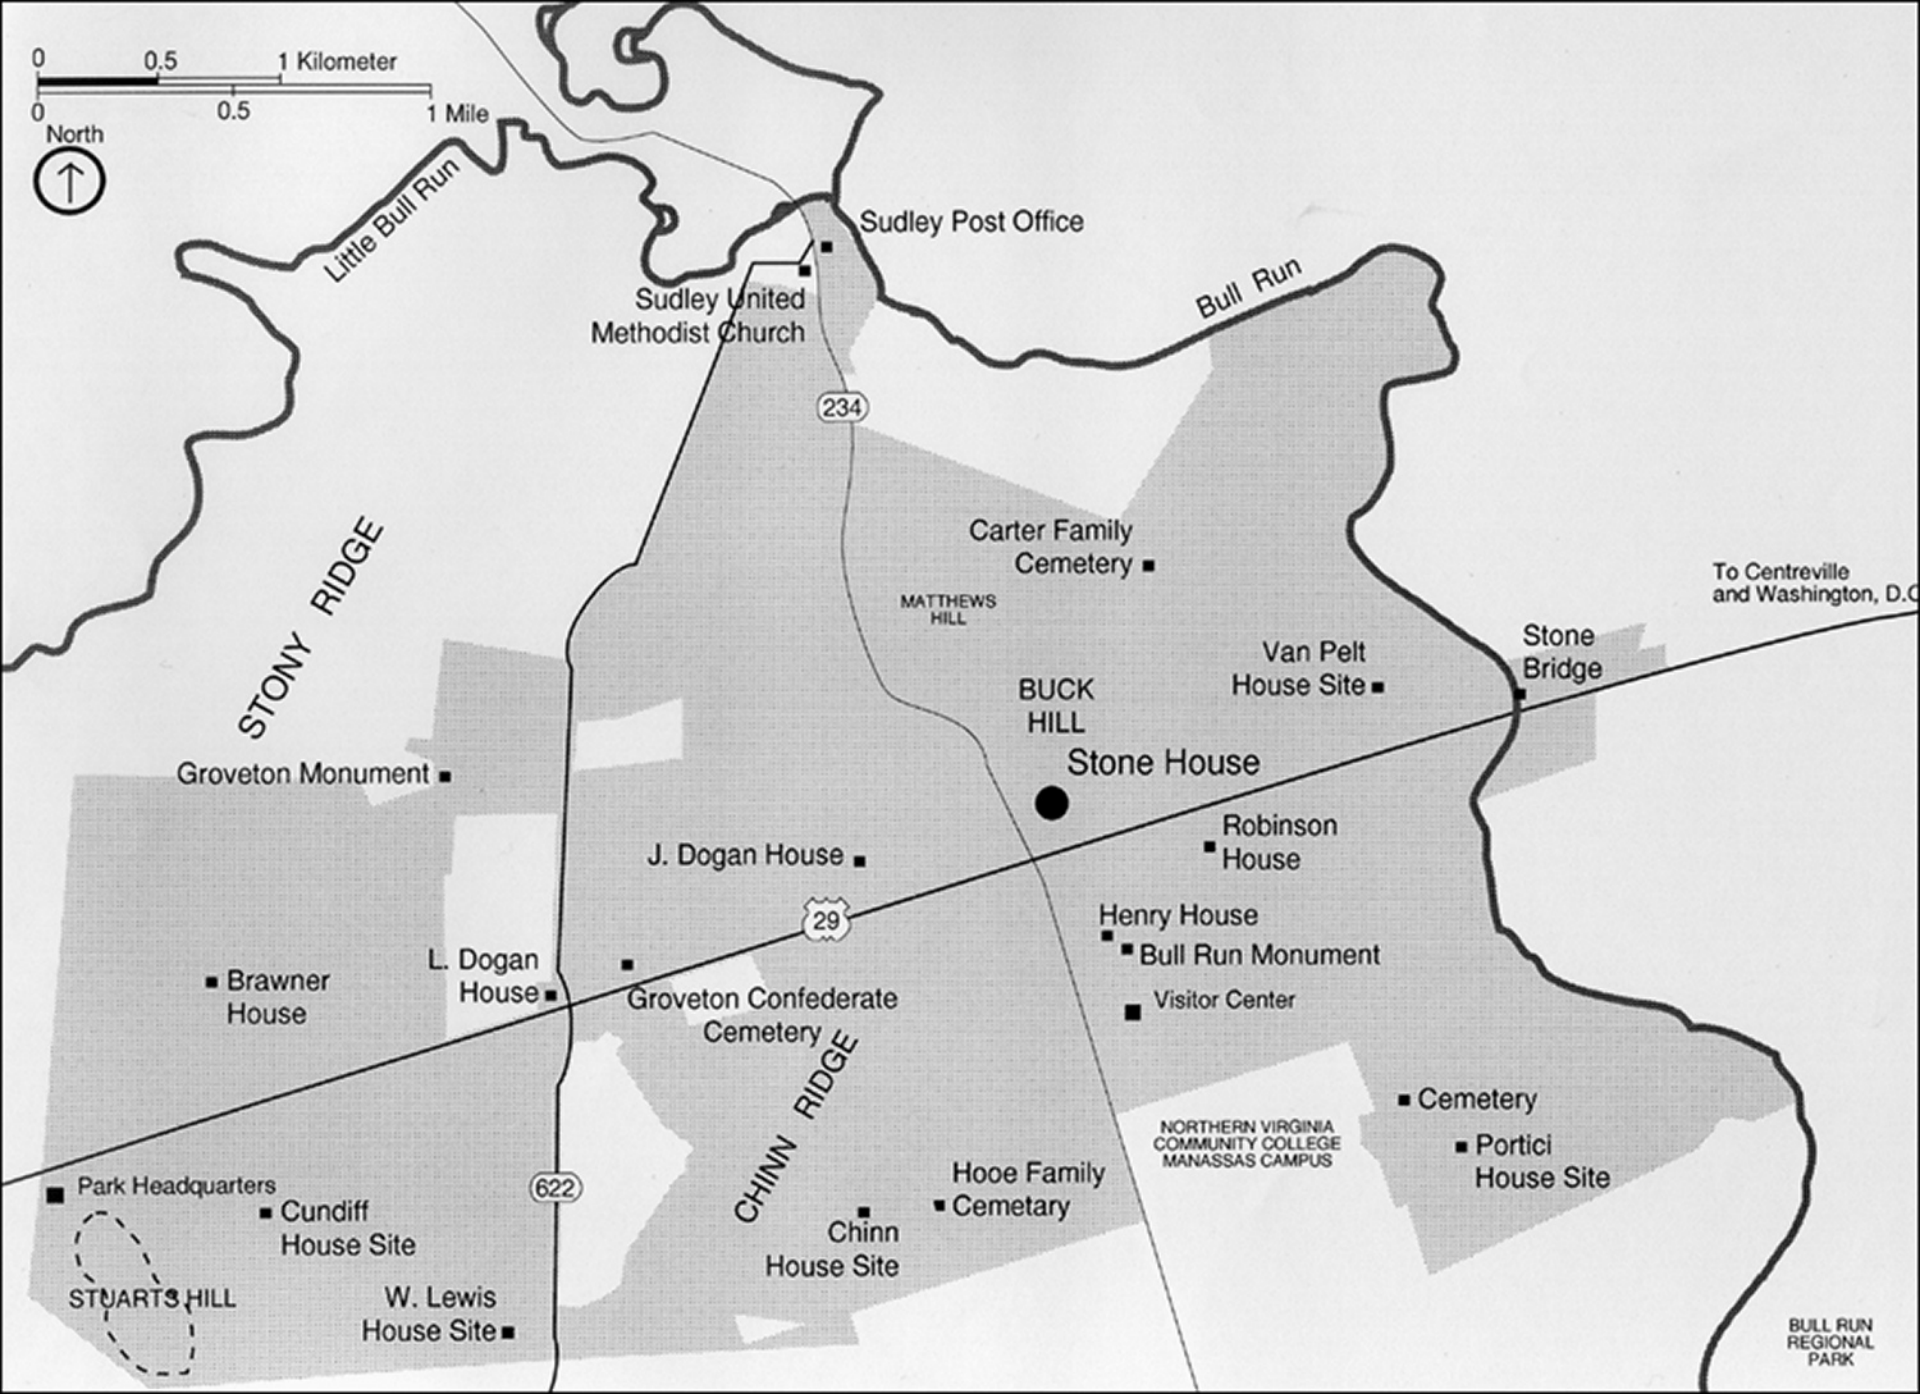 0 0.5 1 Kilometer
0 0.5 1 Mile
North
Little Bull Run
Sudley Post Office
Sudley United
Methodist Church
Bull Run
234
STONY RIDGE
Carter Family
Cemetery
MATTHEWS
HILL
To Centreville
and Washington, D.C
Stone
Bridge
Van Pelt
House Site
BUCK
HILL
Stone House
Groveton Monument
J. Dogan House
Robinson
House
29
Henry House
Bull Run Monument
L. Dogan
House
Brawner
House
Groveton Confederate
Cemetery
Visitor Center
CHINN RIDGE
Cemetery
NORTHERN VIRGINIA
COMMUNITY COLLEGE
MANASSAS CAMPUS
Portici
House Site
Park Headquarters
622
Hooe Family
Cemetary
Cundiff
House Site
Chinn
House Site
STUARTS HILL
W. Lewis
House Site
BULL RUN
REGIONAL
PARK